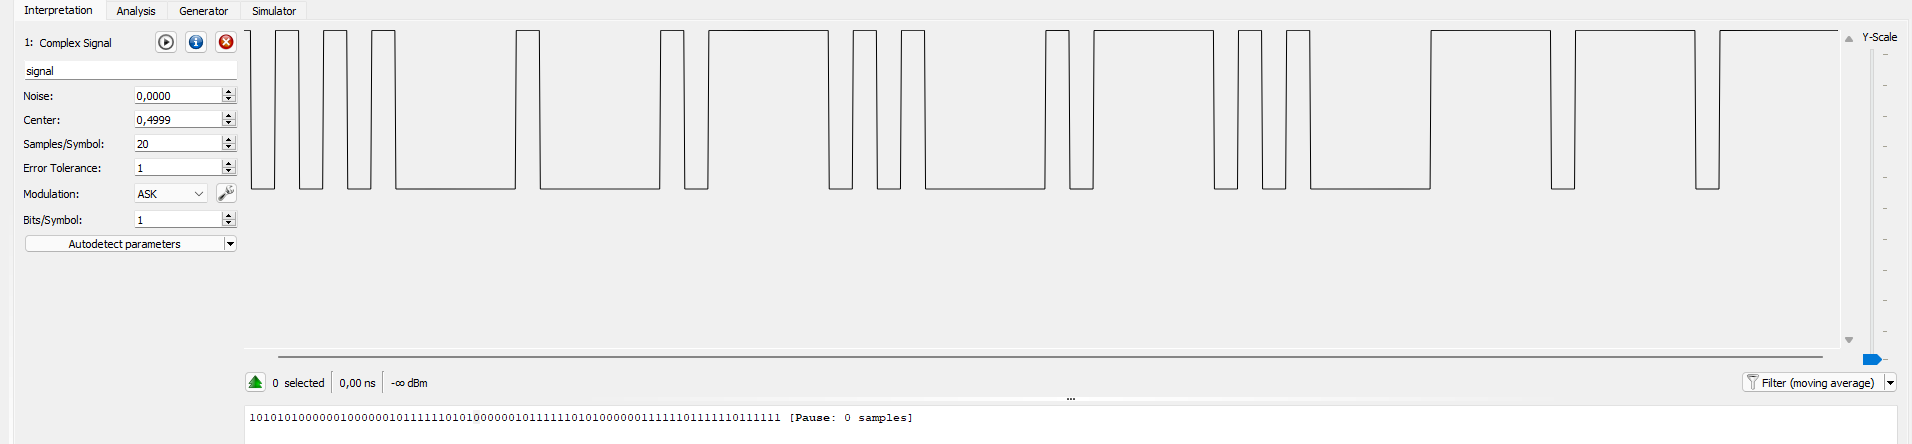 Interpretation Analysis Generator Simulator
1: Complex Signal
signal
Noise: 0,0000
Center: 0,4999
Samples/Symbol: 20
Error Tolerance: 1
Modulation: ASK
Bits/Symbol: 1
Autodetect parameters
Y-Scale
0 selected 0,00 ns -∞ dBm
Filter (moving average)
1010101000000100000010111111010100000010111111010100000011111101111110111111 [Pause: 0 samples]